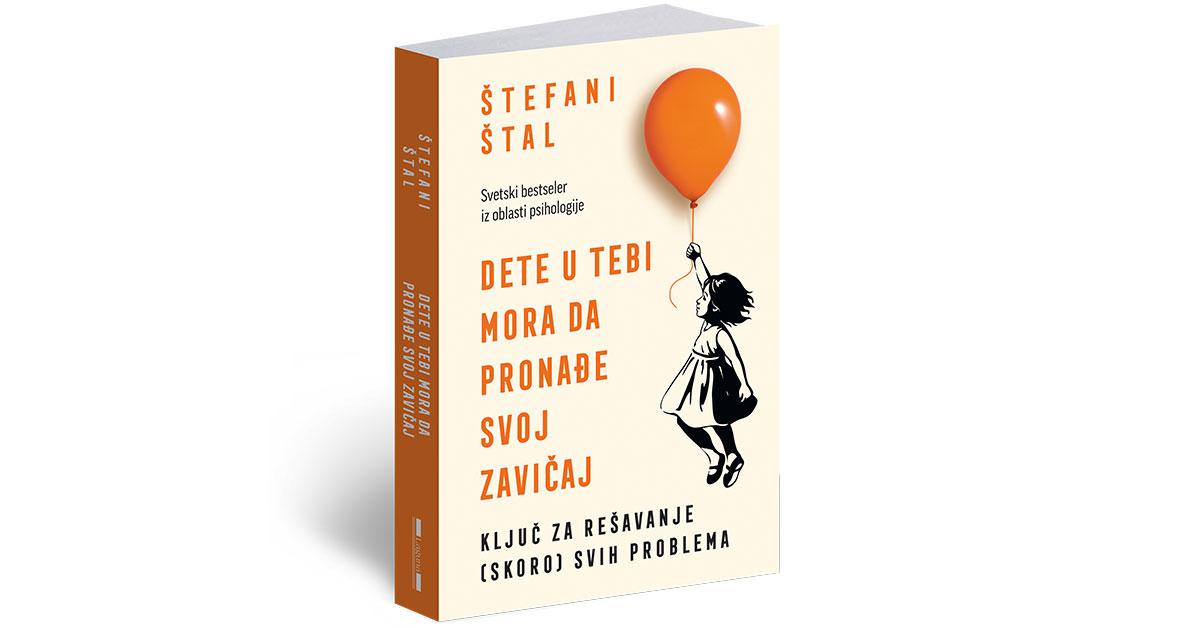 ŠTEFANI
ŠTAL
Svetski bestseler
iz oblasti psihologije
DETE U TEBI
MORA DA
PRONAĐE
SVOJ
ZAVIČAJ
KLJUČ ZA REŠAVANJE
(SKORO) SVIH PROBLEMA
ŠTEFANI
ŠTAL
DETE U TEBI MORA DA
PRONAĐE SVOJ ZAVIČAJ
Laguna